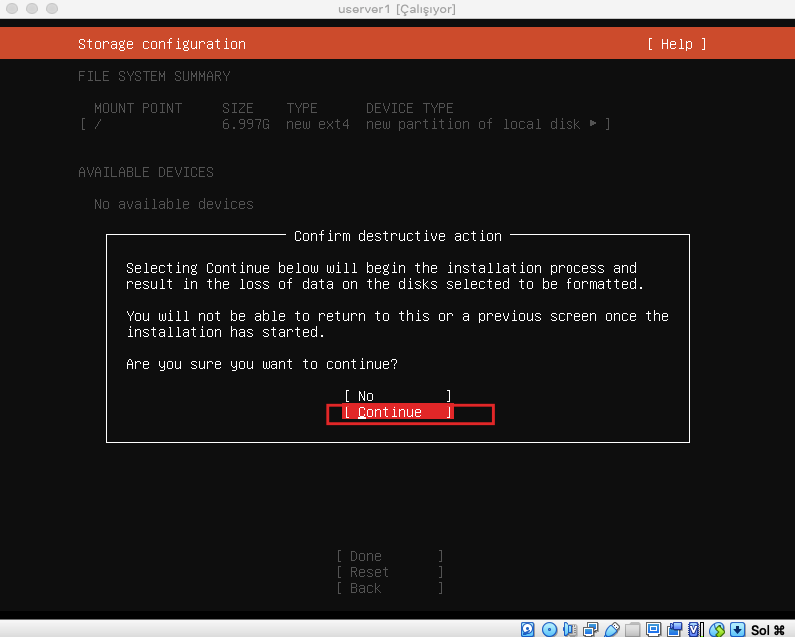 userver1 [Çalışıyor]
Storage configuration [ Help ]
FILE SYSTEM SUMMARY
MOUNT POINT SIZE TYPE DEVICE TYPE
[ / 6.997G new ext4 new partition of local disk ▸ ]
AVAILABLE DEVICES
No available devices
Confirm destructive action
Selecting Continue below will begin the installation process and
result in the loss of data on the disks selected to be formatted.
You will not be able to return to this or a previous screen once the
installation has started.
Are you sure you want to continue?
[ No ]
[ Continue ]
[ Done ]
[ Reset ]
[ Back ]
Sol ⌘